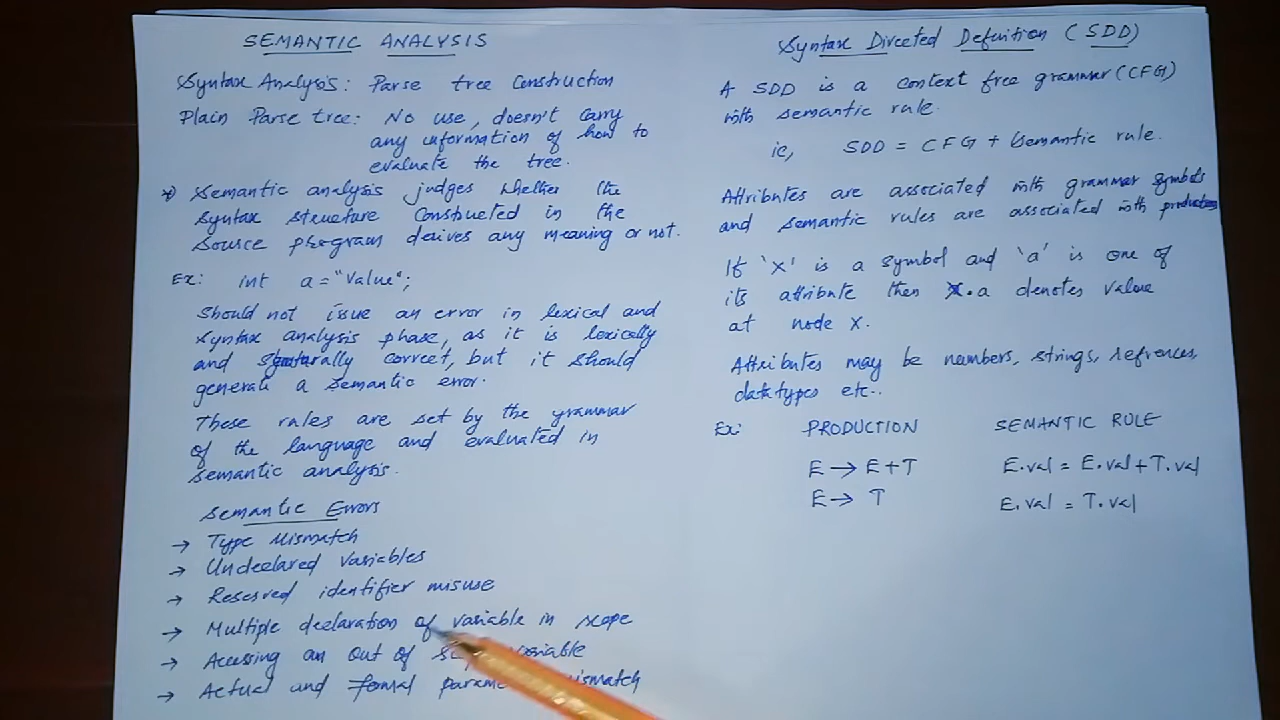 SEMANTIC ANALYSIS
Syntax Analysis: Parse tree Construction
Plain Parse tree: No use, doesn't carry
any information of how to
evaluate the tree.
*) Semantic analysis judges whether the
syntax structure constructed in the
source program derives any meaning or not.
Ex: int a = "Value";
Should not issue an error in lexical and
syntax analysis phase, as it is lexically
and structurally correct, but it should
generate a semantic error.
These rules are set by the grammar
of the language and evaluated in
semantic analysis.
Semantic Errors
→ Type Mismatch
→ Undeclared Variables
→ Reserved identifier misuse
→ Multiple declaration of variable in scope
→ Accessing an out of variable
→ Actual and formal mismatch
Syntax Directed Definition (SDD)
A SDD is a context free grammar (CFG)
with semantic rule.
ie, SDD = CFG + Semantic rule.
Attributes are associated with grammar symbols
and semantic rules are associated with productions
If 'X' is a symbol and 'a' is one of
its attribute then X.a denotes value
at node X.
Attributes may be numbers, strings, refrences,
datatypes etc..
Ex: PRODUCTION SEMANTIC RULE
E → E+T E.val = E.val + T.val
E → T E.val = T.val